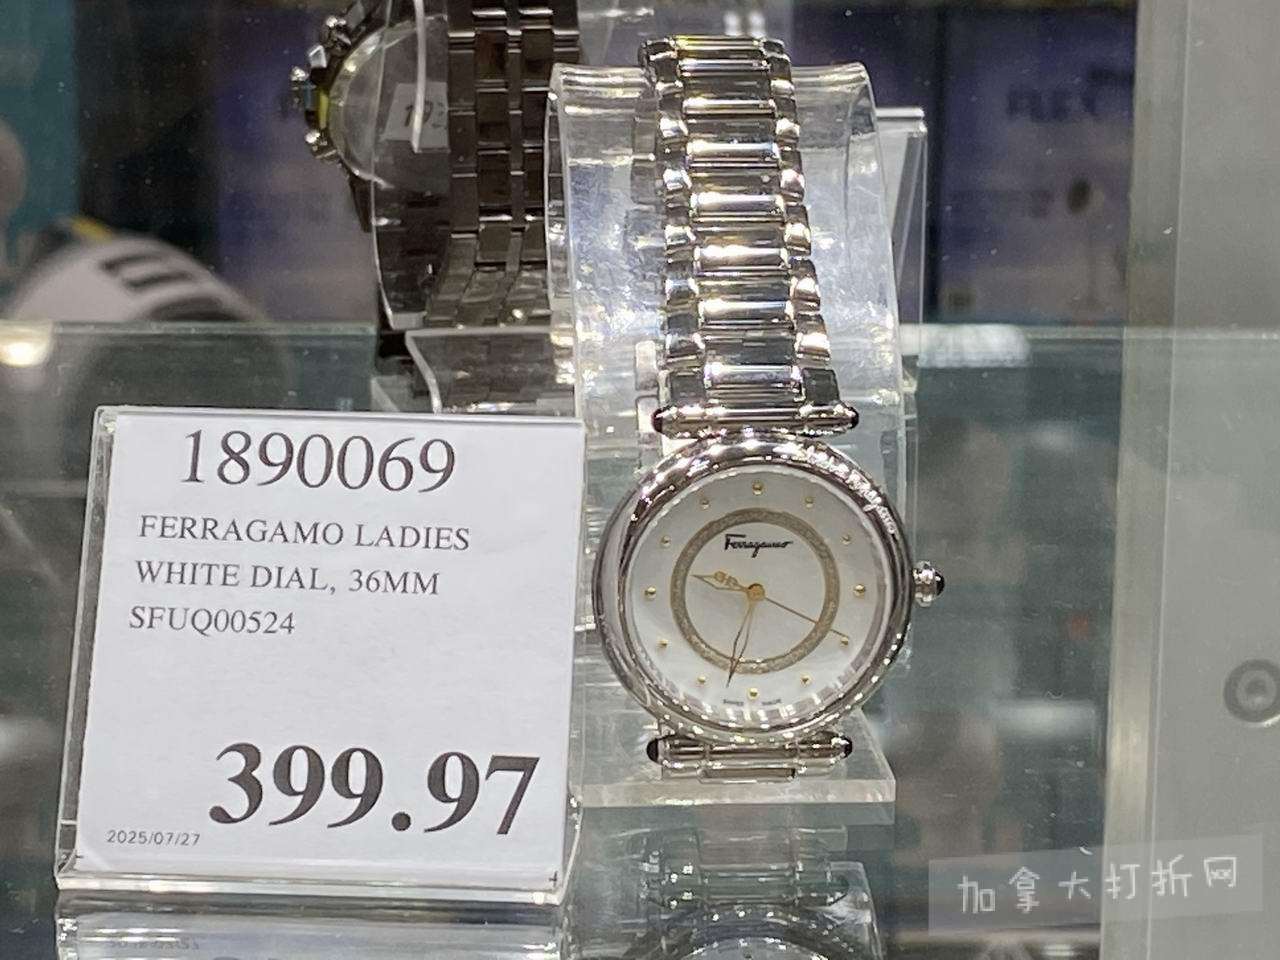 1890069
FERRAGAMO LADIES
WHITE DIAL, 36MM
SFUQ00524
399.97
2025/07/27
Ferragamo
加拿大打折网